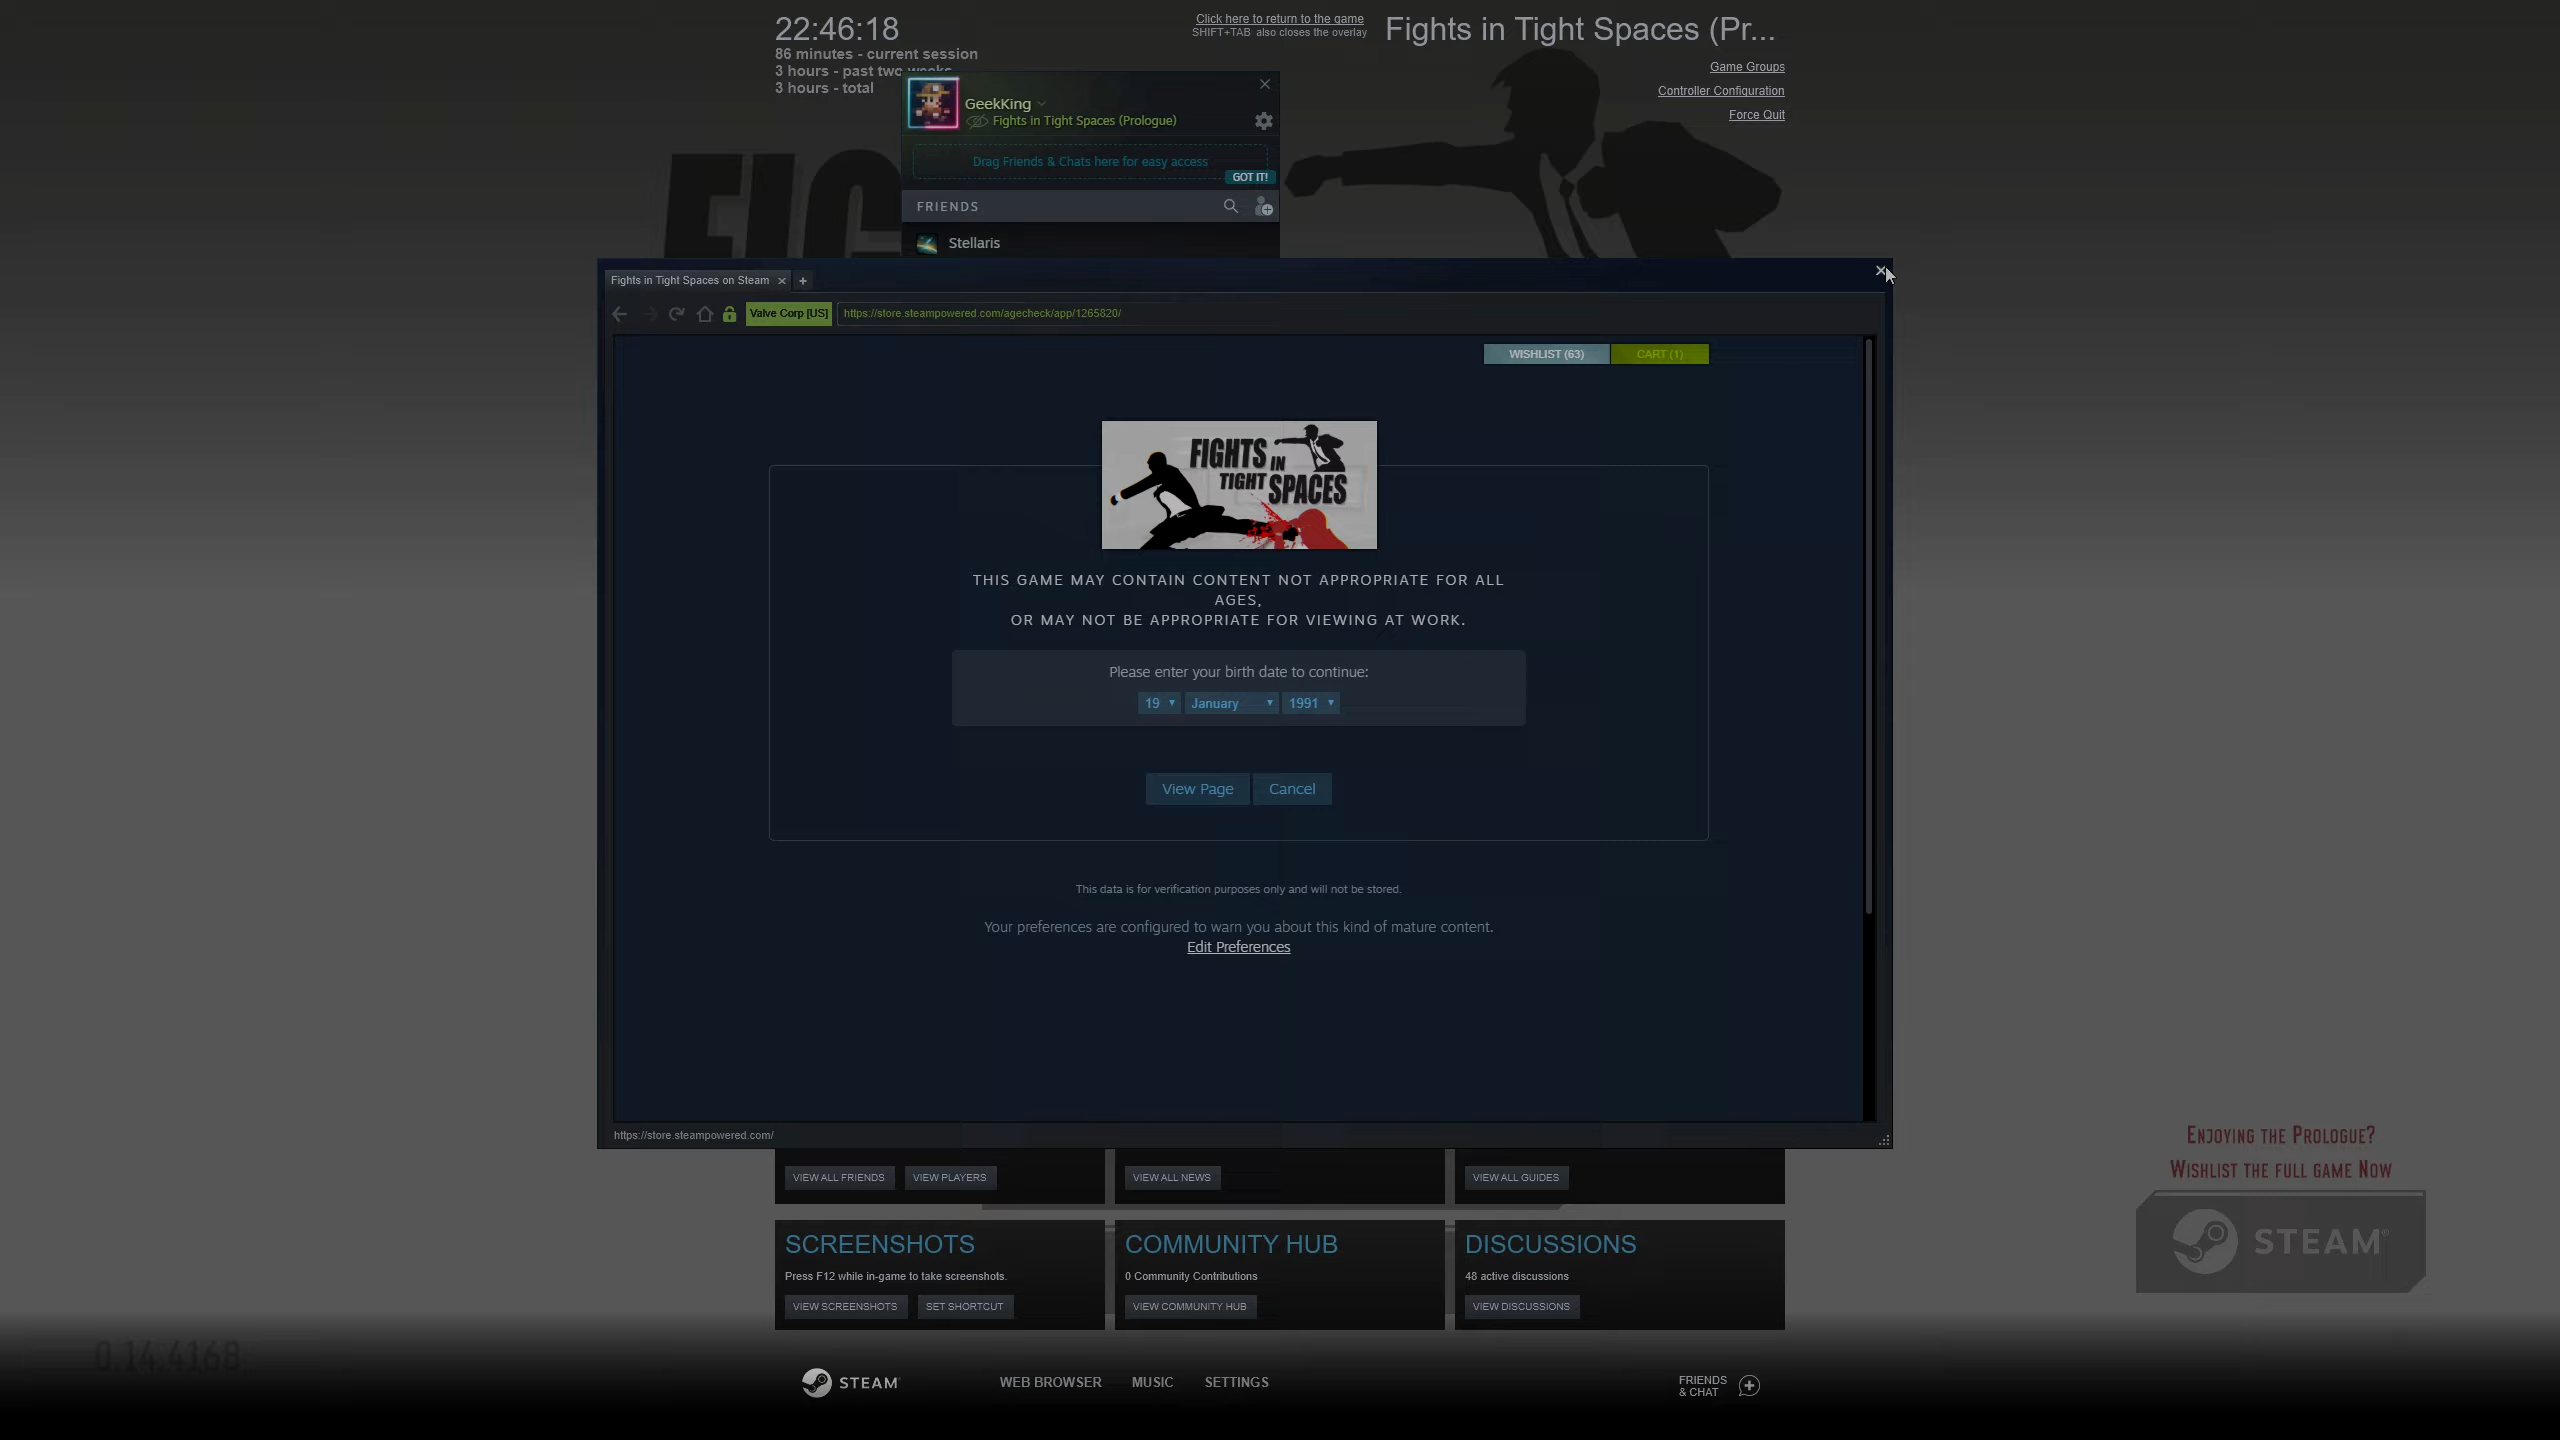 22:46:18
86 minutes - current session
3 hours - past two weeks
3 hours - total
Click here to return to the game
SHIFT+TAB also closes the overlay
Fights in Tight Spaces (Pr...
Game Groups
Controller Configuration
Force Quit
GeekKing
Fights in Tight Spaces (Prologue)
Drag Friends & Chats here for easy access
GOT IT!
FRIENDS
Stellaris
Fights in Tight Spaces on Steam
Valve Corp [US]
https://store.steampowered.com/agecheck/app/1265820/
WISHLIST (63)
CART (1)
FIGHTS IN
TIGHT SPACES
THIS GAME MAY CONTAIN CONTENT NOT APPROPRIATE FOR ALL
AGES,
OR MAY NOT BE APPROPRIATE FOR VIEWING AT WORK.
Please enter your birth date to continue:
19 January 1991
View Page
Cancel
This data is for verification purposes only and will not be stored.
Your preferences are configured to warn you about this kind of mature content.
Edit Preferences
https://store.steampowered.com/
VIEW ALL FRIENDS
VIEW PLAYERS
VIEW ALL NEWS
VIEW ALL GUIDES
SCREENSHOTS
Press F12 while in-game to take screenshots.
VIEW SCREENSHOTS
SET SHORTCUT
COMMUNITY HUB
0 Community Contributions
VIEW COMMUNITY HUB
DISCUSSIONS
48 active discussions
VIEW DISCUSSIONS
ENJOYING THE PROLOGUE?
WISHLIST THE FULL GAME NOW
STEAM
0.14.4168
STEAM
WEB BROWSER
MUSIC
SETTINGS
FRIENDS
& CHAT